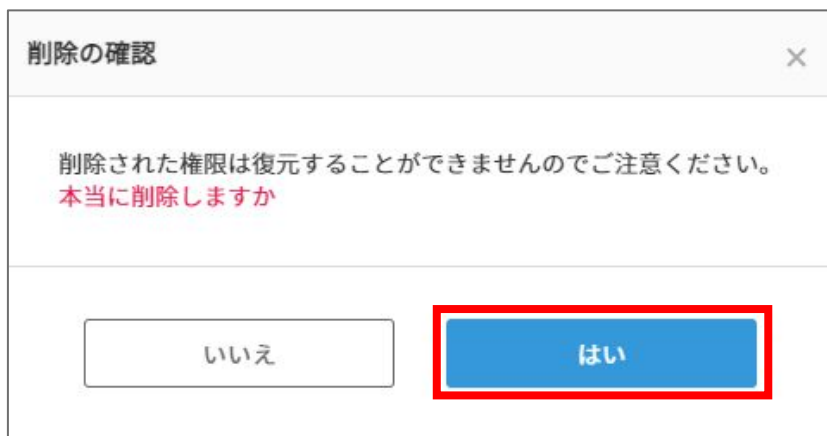 削除の確認
削除された権限は復元することができませんのでご注意ください。
本当に削除しますか
いいえ
はい